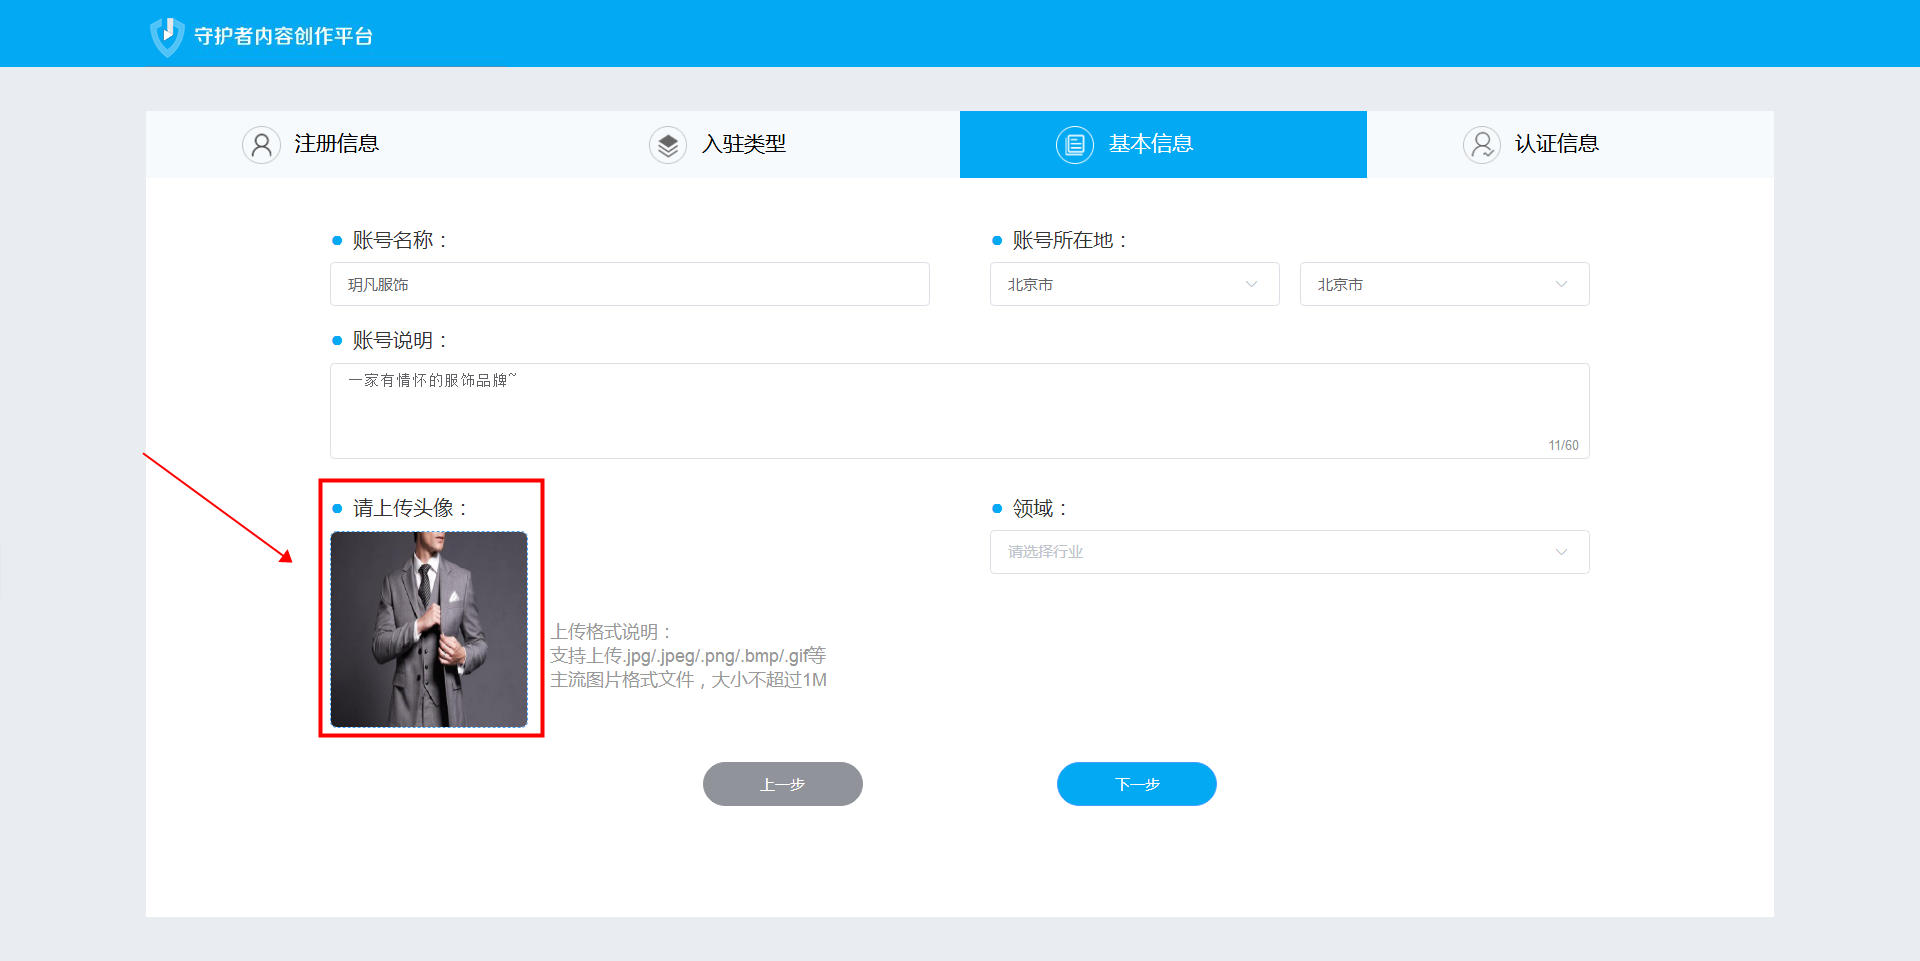 守护者内容创作平台
注册信息
入驻类型
基本信息
认证信息
账号名称：
账号所在地：
玥凡服饰
北京市
北京市
账号说明：
一家有情怀的服饰品牌~
11/60
请上传头像：
领域：
请选择行业
上传格式说明：
支持上传.jpg/.jpeg/.png/.bmp/.gif等
主流图片格式文件，大小不超过1M
上一步
下一步